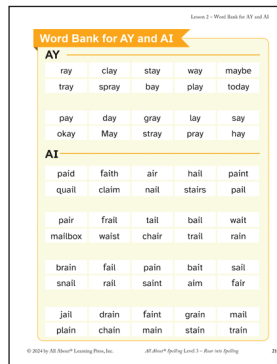 Lesson 2 – Word Bank for AY and AI
Word Bank for AY and AI
AY
ray clay stay way maybe
tray spray bay play today
pay day gray lay say
okay May stray pray hay
AI
paid faith air hail paint
quail claim nail stairs pail
pair frail tail bail wait
mailbox waist chair trail rain
brain fail pain bait sail
snail rail saint aim fair
jail drain faint grain mail
plain chain main stain train
© 2024 by All About® Learning Press, Inc. All About® Spelling Level 3 – Roar into Spelling